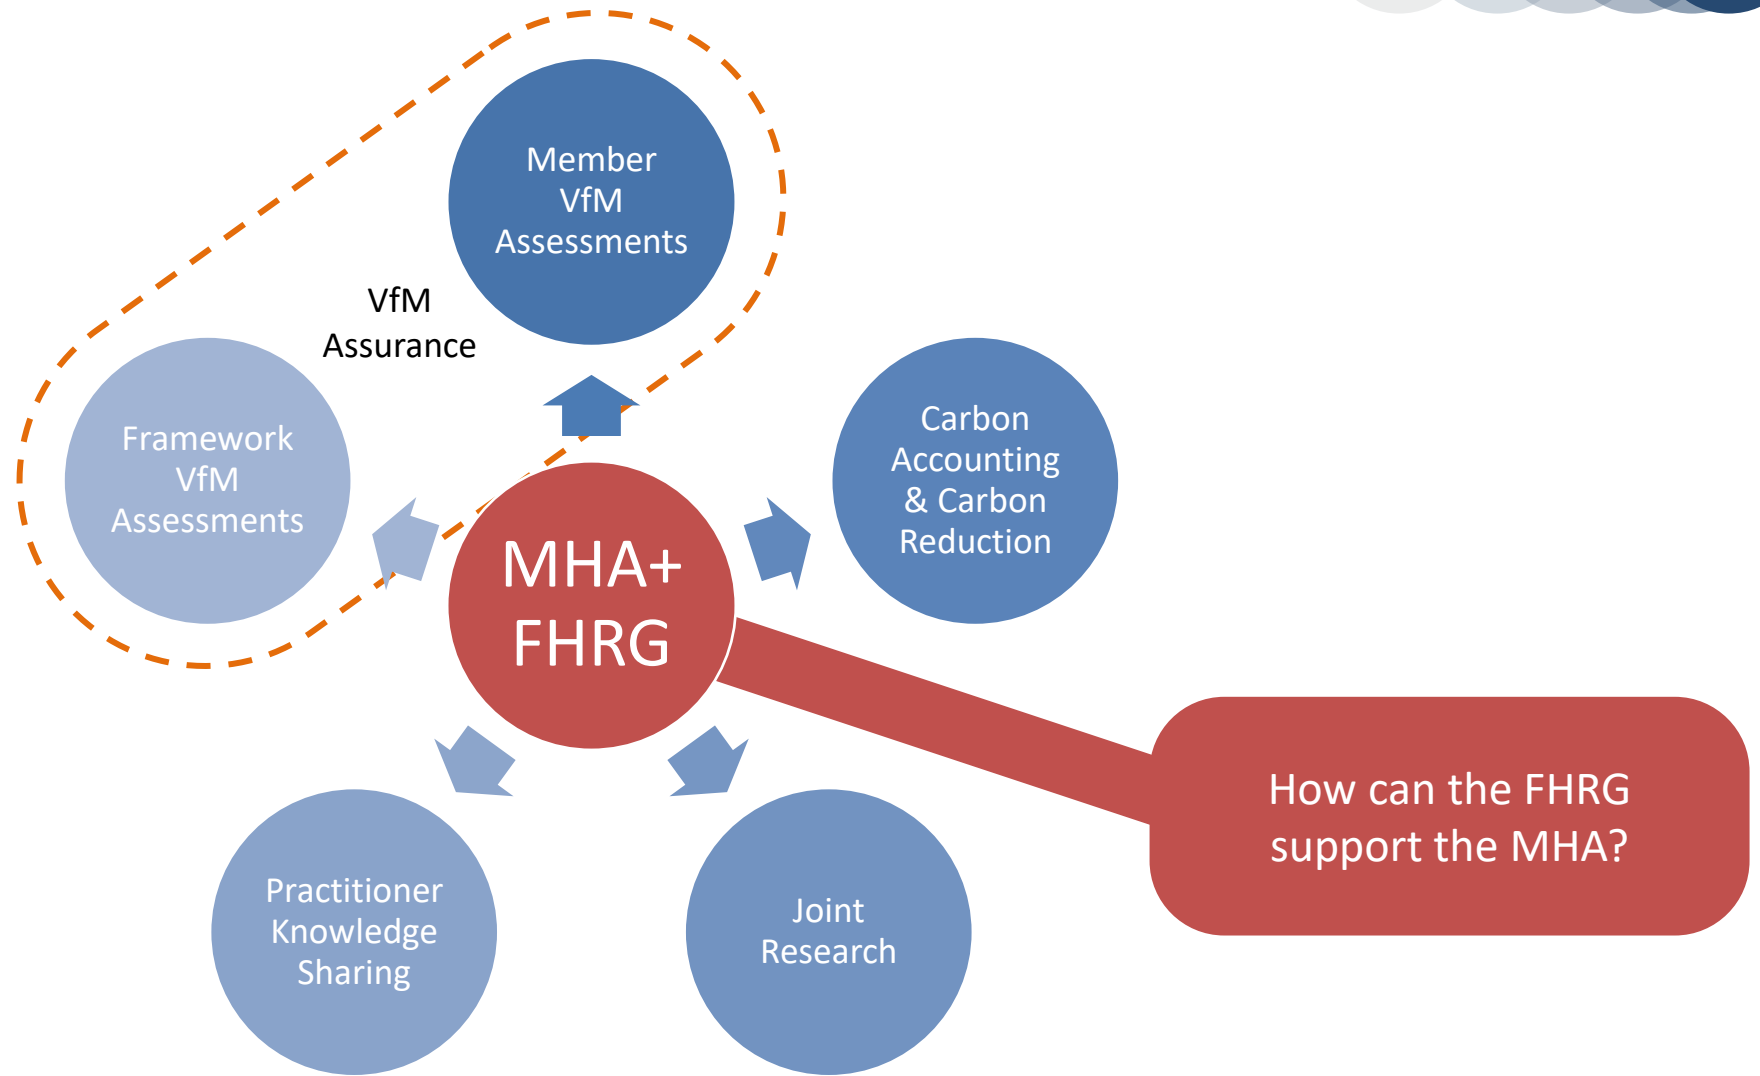 Member
VfM
Assessments
VfM
Assurance
Framework
VfM
Assessments
Carbon
Accounting
& Carbon
Reduction
MHA+
FHRG
How can the FHRG
support the MHA?
Practitioner
Knowledge
Sharing
Joint
Research